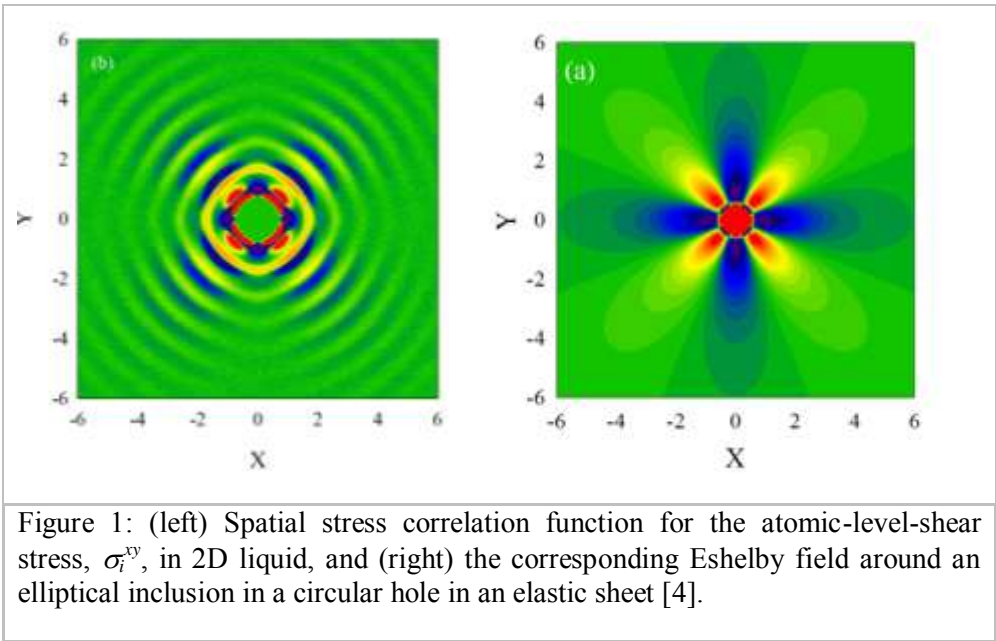 (b)
6
4
2
0
-2
-4
-6
-6 -4 -2 0 2 4 6
X
Y
(a)
6
4
2
0
-2
-4
-6
-6 -4 -2 0 2 4 6
X
Y
Figure 1: (left) Spatial stress correlation function for the atomic-level-shear
stress, σᵢˣʸ, in 2D liquid, and (right) the corresponding Eshelby field around an
elliptical inclusion in a circular hole in an elastic sheet [4].